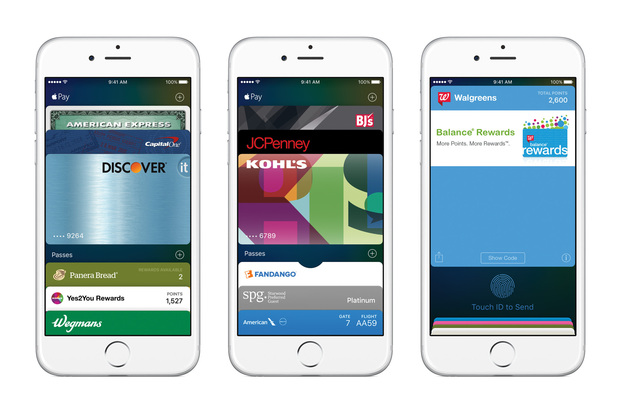 9:41 AM
100%
Pay
AMERICAN EXPRESS
CapitalOne
DISCOVER it
•••• 9264
Passes
Panera Bread®
REWARDS AVAILABLE
2
Yes2You Rewards
POINTS
1,527
Wegmans
9:41 AM
100%
Pay
BJ's
JCPenney
KOHL'S
•••• 6789
Passes
FANDANGO
spg®
Starwood
Preferred
Guest
Platinum
American
GATE
7
FLIGHT
AA59
9:41 AM
100%
Walgreens
TOTAL POINTS
2,600
Balance® Rewards
More Points. More Rewards™.
Balance®
rewards
Show Code
Touch ID to Send